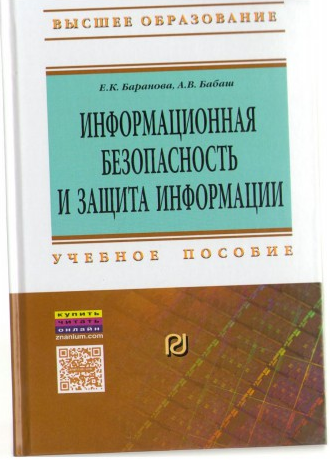 ВЫСШЕЕ ОБРАЗОВАНИЕ
Е.К. Баранова, А.В. Бабаш
ИНФОРМАЦИОННАЯ
БЕЗОПАСНОСТЬ
И ЗАЩИТА ИНФОРМАЦИИ
УЧЕБНОЕ ПОСОБИЕ
купить
читать
онлайн
znanium.com